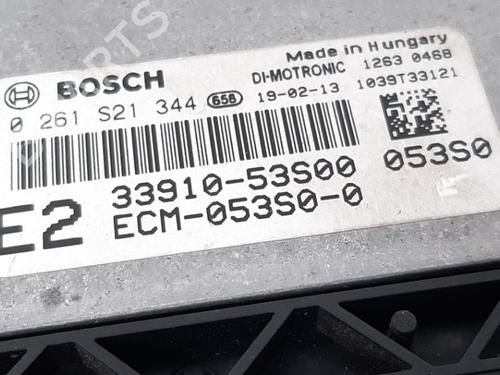 Made in Hungary
BOSCH
DI-MOTRONIC 1263 0468
0 261 S21 344 658 19-02-13 1039T33121
053S0
33910-53S00
E2
ECM-053S0-0